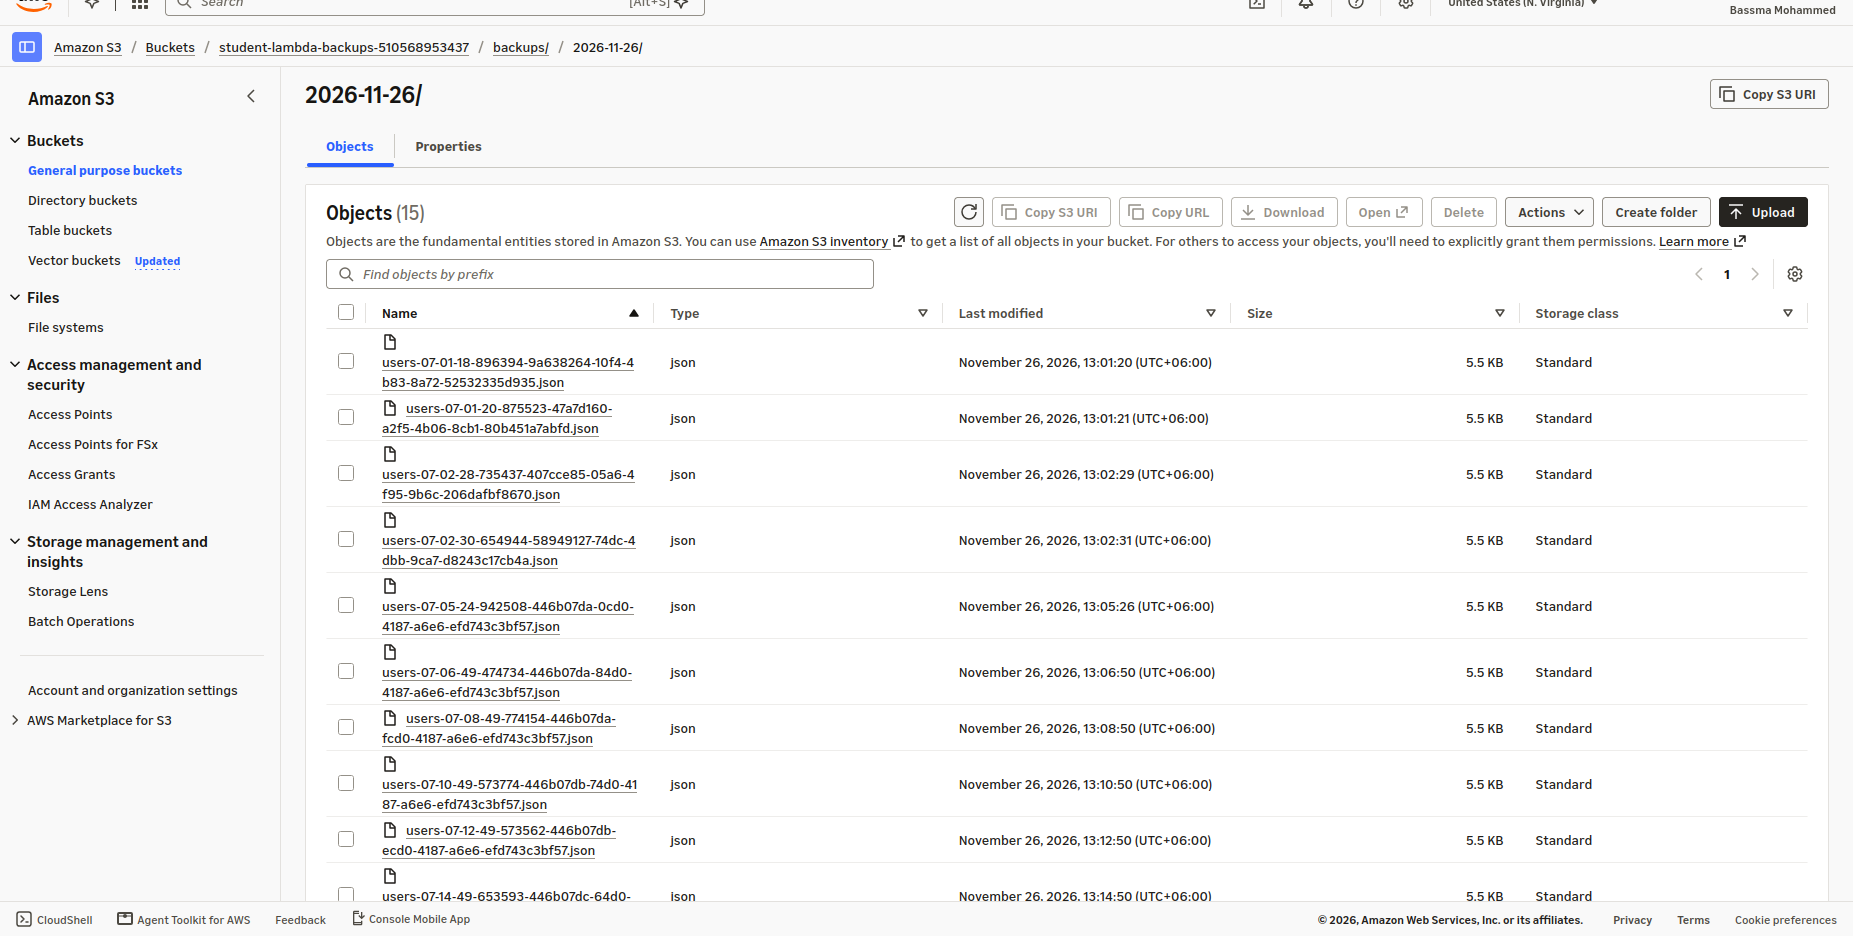 Search
[Alt+S]
United States (N. Virginia)
Bassma Mohammed
Amazon S3 / Buckets / student-lambda-backups-510568953437 / backups/ / 2026-11-26/
Amazon S3
Buckets
General purpose buckets
Directory buckets
Table buckets
Vector buckets Updated
Files
File systems
Access management and
security
Access Points
Access Points for FSx
Access Grants
IAM Access Analyzer
Storage management and
insights
Storage Lens
Batch Operations
Account and organization settings
AWS Marketplace for S3
2026-11-26/
Copy S3 URI
Objects
Properties
Objects (15)
Copy S3 URI
Copy URL
Download
Open
Delete
Actions
Create folder
Upload
Objects are the fundamental entities stored in Amazon S3. You can use Amazon S3 inventory to get a list of all objects in your bucket. For others to access your objects, you'll need to explicitly grant them permissions. Learn more
Find objects by prefix
1
Name Type Last modified Size Storage class
users-07-01-18-896394-9a638264-10f4-4
b83-8a72-52532335d935.json
json November 26, 2026, 13:01:20 (UTC+06:00) 5.5 KB Standard
users-07-01-20-875523-47a7d160-
a2f5-4b06-8cb1-80b451a7abfd.json
json November 26, 2026, 13:01:21 (UTC+06:00) 5.5 KB Standard
users-07-02-28-735437-407cce85-05a6-4
f95-9b6c-206dafbf8670.json
json November 26, 2026, 13:02:29 (UTC+06:00) 5.5 KB Standard
users-07-02-30-654944-58949127-74dc-4
dbb-9ca7-d8243c17cb4a.json
json November 26, 2026, 13:02:31 (UTC+06:00) 5.5 KB Standard
users-07-05-24-942508-446b07da-0cd0-
4187-a6e6-efd743c3bf57.json
json November 26, 2026, 13:05:26 (UTC+06:00) 5.5 KB Standard
users-07-06-49-474734-446b07da-84d0-
4187-a6e6-efd743c3bf57.json
json November 26, 2026, 13:06:50 (UTC+06:00) 5.5 KB Standard
users-07-08-49-774154-446b07da-
fcd0-4187-a6e6-efd743c3bf57.json
json November 26, 2026, 13:08:50 (UTC+06:00) 5.5 KB Standard
users-07-10-49-573774-446b07db-74d0-41
87-a6e6-efd743c3bf57.json
json November 26, 2026, 13:10:50 (UTC+06:00) 5.5 KB Standard
users-07-12-49-573562-446b07db-
ecd0-4187-a6e6-efd743c3bf57.json
json November 26, 2026, 13:12:50 (UTC+06:00) 5.5 KB Standard
users-07-14-49-653593-446b07dc-64d0-
json November 26, 2026, 13:14:50 (UTC+06:00) 5.5 KB Standard
CloudShell
Agent Toolkit for AWS
Feedback
Console Mobile App
© 2026, Amazon Web Services, Inc. or its affiliates.
Privacy
Terms
Cookie preferences